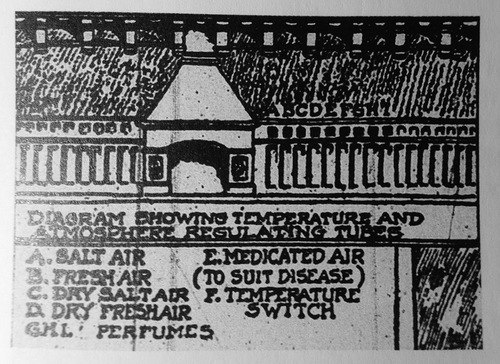 ABCDEFGHI
DIAGRAM SHOWING TEMPERATURE AND
ATMOSPHERE REGULATING TUBES
A. SALT AIR
B. FRESH AIR
C. DRY SALT AIR
D. DRY FRESH AIR
G.H.I. PERFUMES
E. MEDICATED AIR
(TO SUIT DISEASE)
F. TEMPERATURE
SWITCH